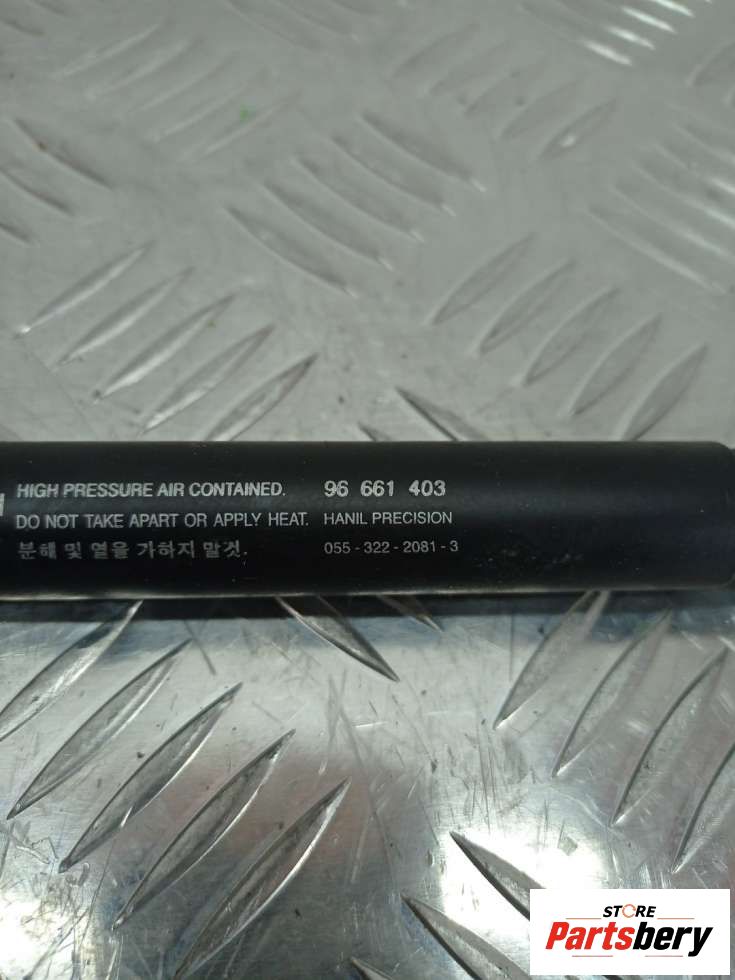 HIGH PRESSURE AIR CONTAINED. 96 661 403
DO NOT TAKE APART OR APPLY HEAT. HANIL PRECISION
분해 및 열을 가하지 말것. 055-322-2081-3
STORE
Partsbery